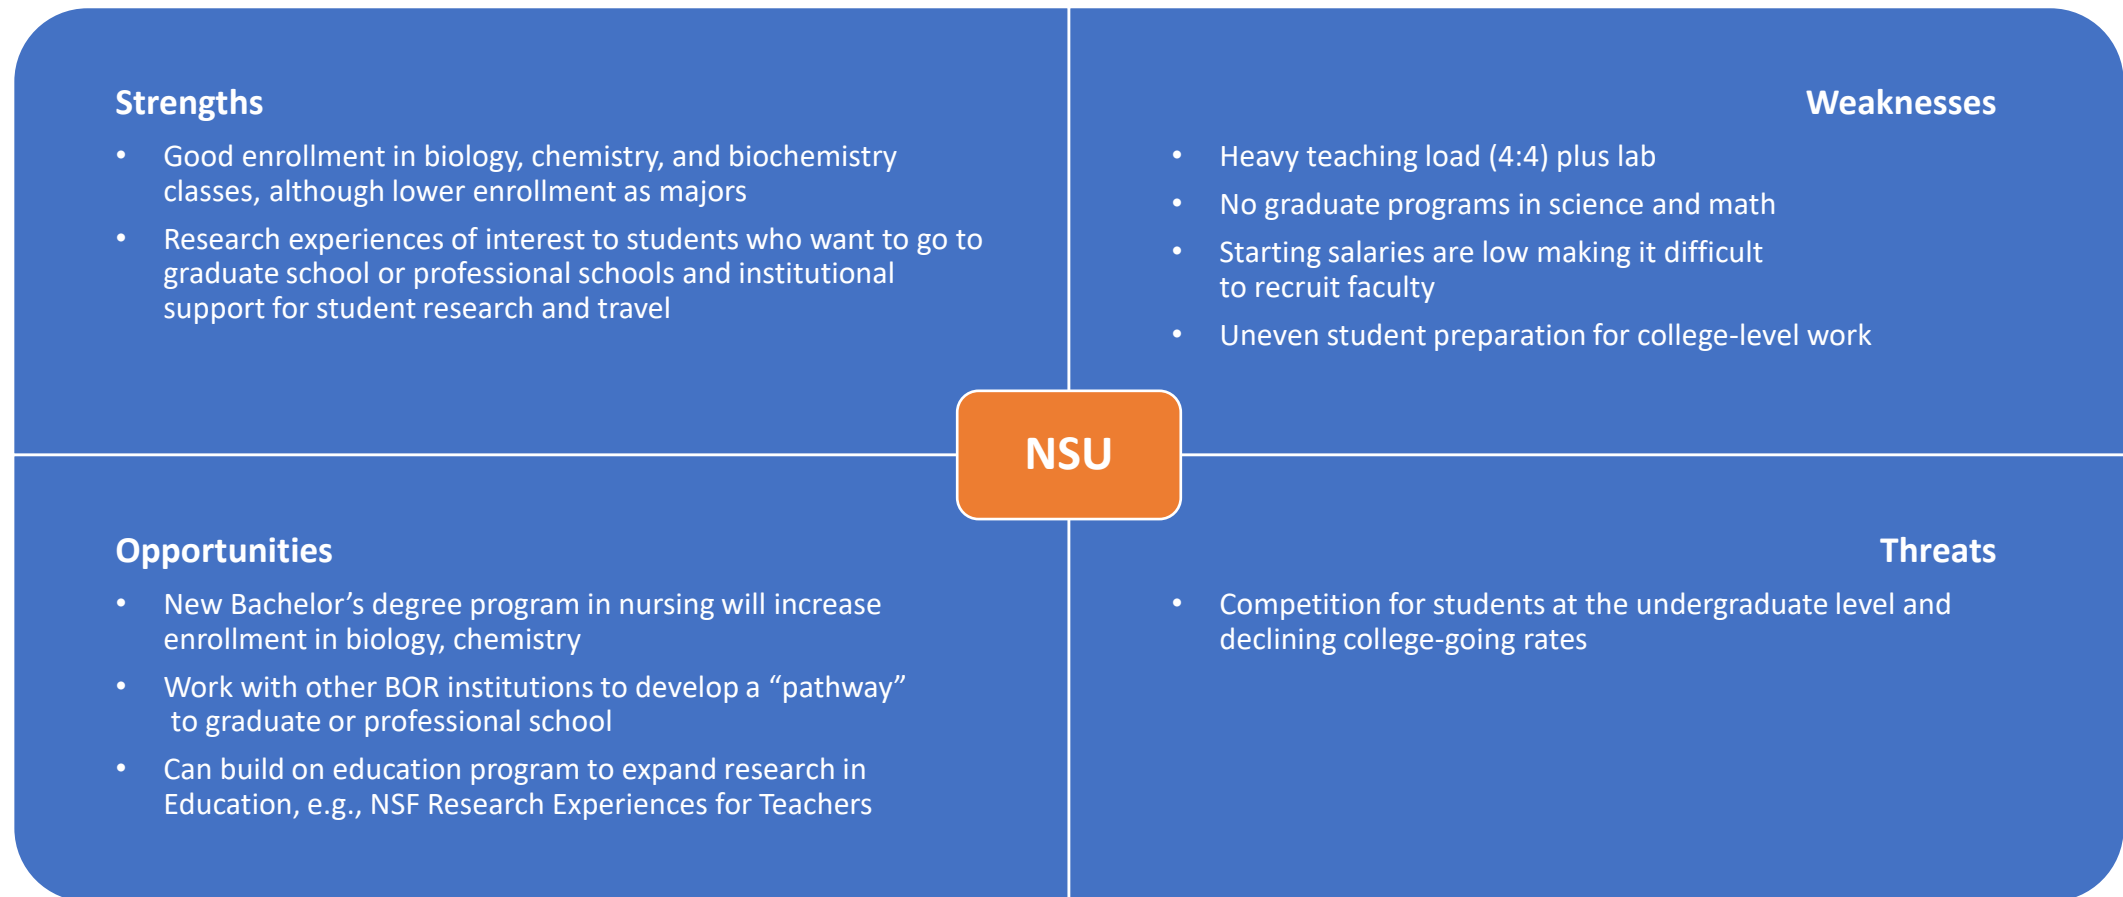 Strengths
• Good enrollment in biology, chemistry, and biochemistry
classes, although lower enrollment as majors
• Research experiences of interest to students who want to go to
graduate school or professional schools and institutional
support for student research and travel
Weaknesses
• Heavy teaching load (4:4) plus lab
• No graduate programs in science and math
• Starting salaries are low making it difficult
to recruit faculty
• Uneven student preparation for college-level work
NSU
Opportunities
• New Bachelor’s degree program in nursing will increase
enrollment in biology, chemistry
• Work with other BOR institutions to develop a “pathway”
to graduate or professional school
• Can build on education program to expand research in
Education, e.g., NSF Research Experiences for Teachers
Threats
• Competition for students at the undergraduate level and
declining college-going rates